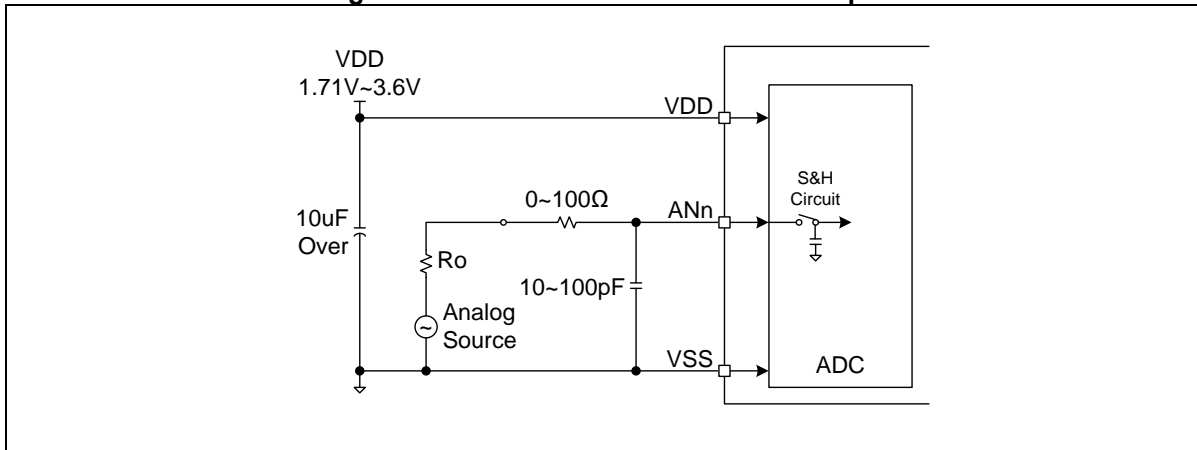 VDD
1.71V~3.6V
VDD
S&H
Circuit
0~100Ω
ANn
10uF
Over
Ro
10~100pF
Analog
Source
VSS
ADC